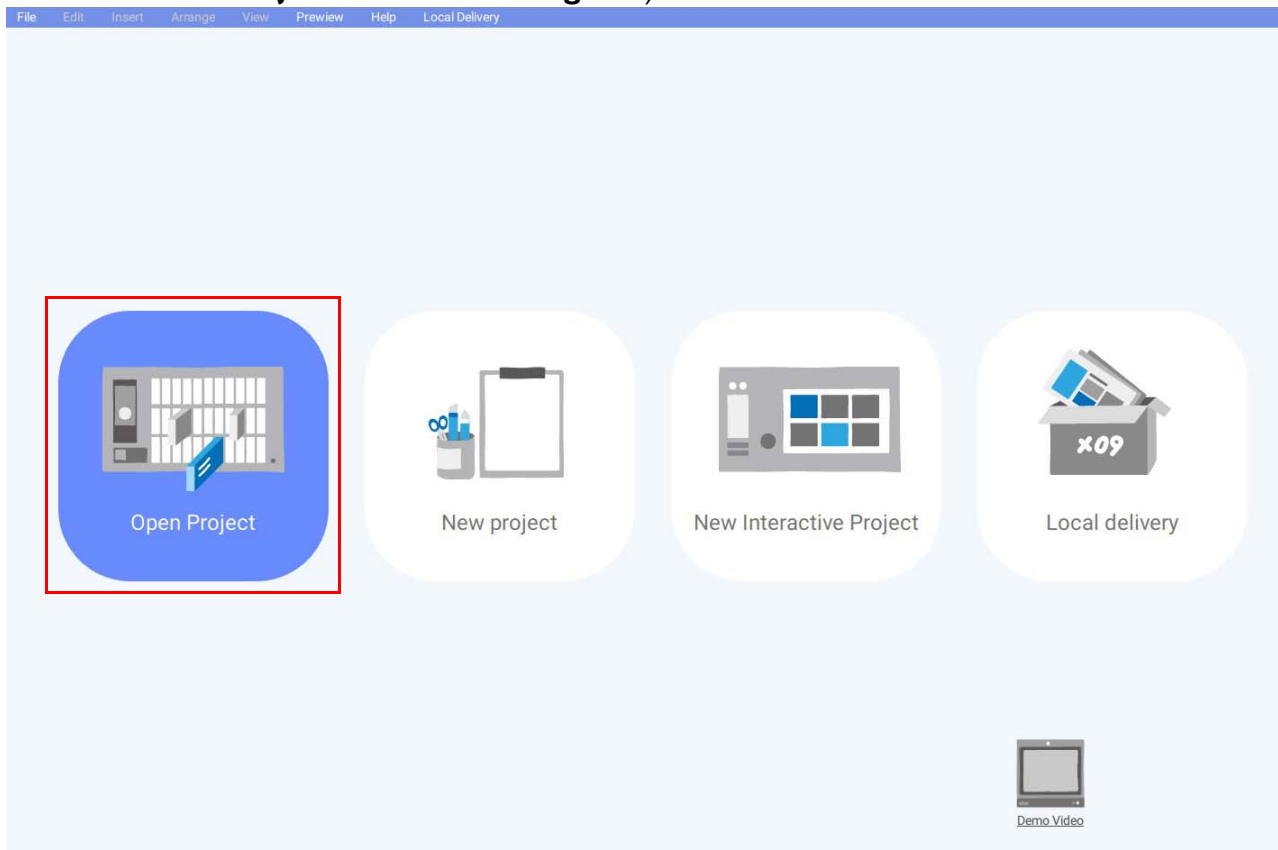 File Edit Insert Arrange View Prewiew Help Local Delivery
Open Project
New project
New Interactive Project
x09
Local delivery
Demo Video